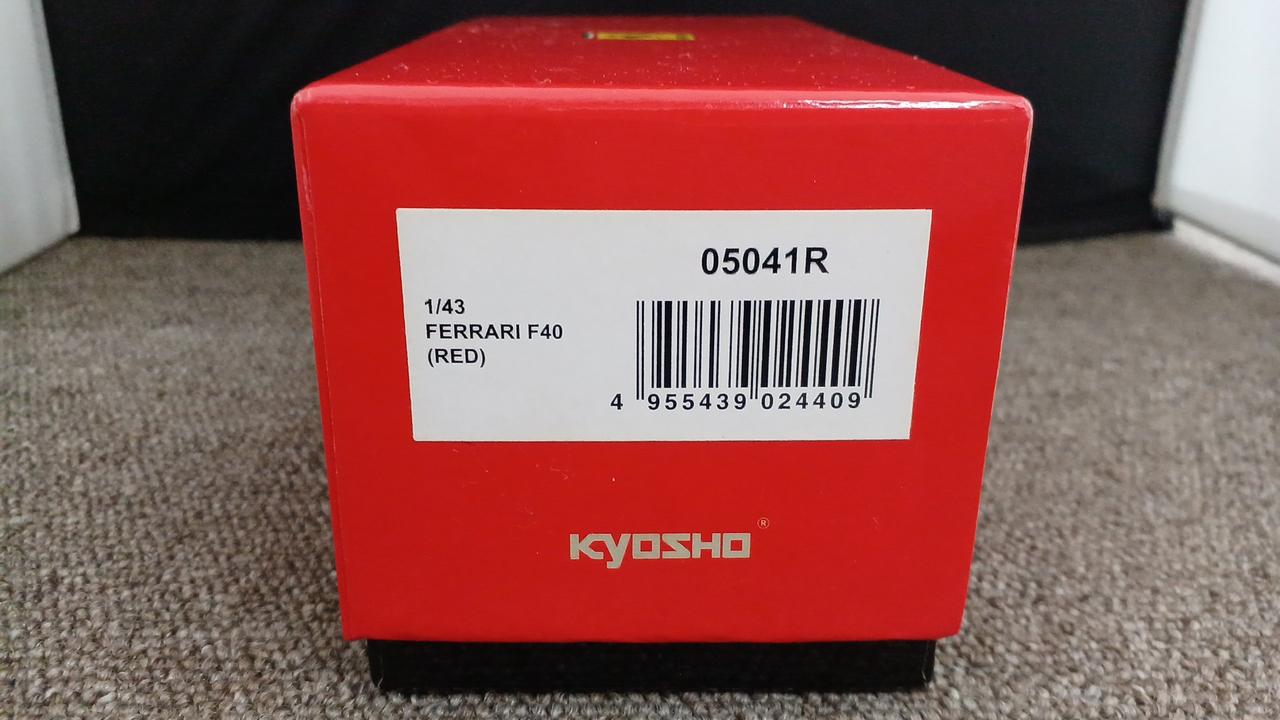 05041R
1/43
FERRARI F40
(RED)
4 955439 024409
KYOSHO®